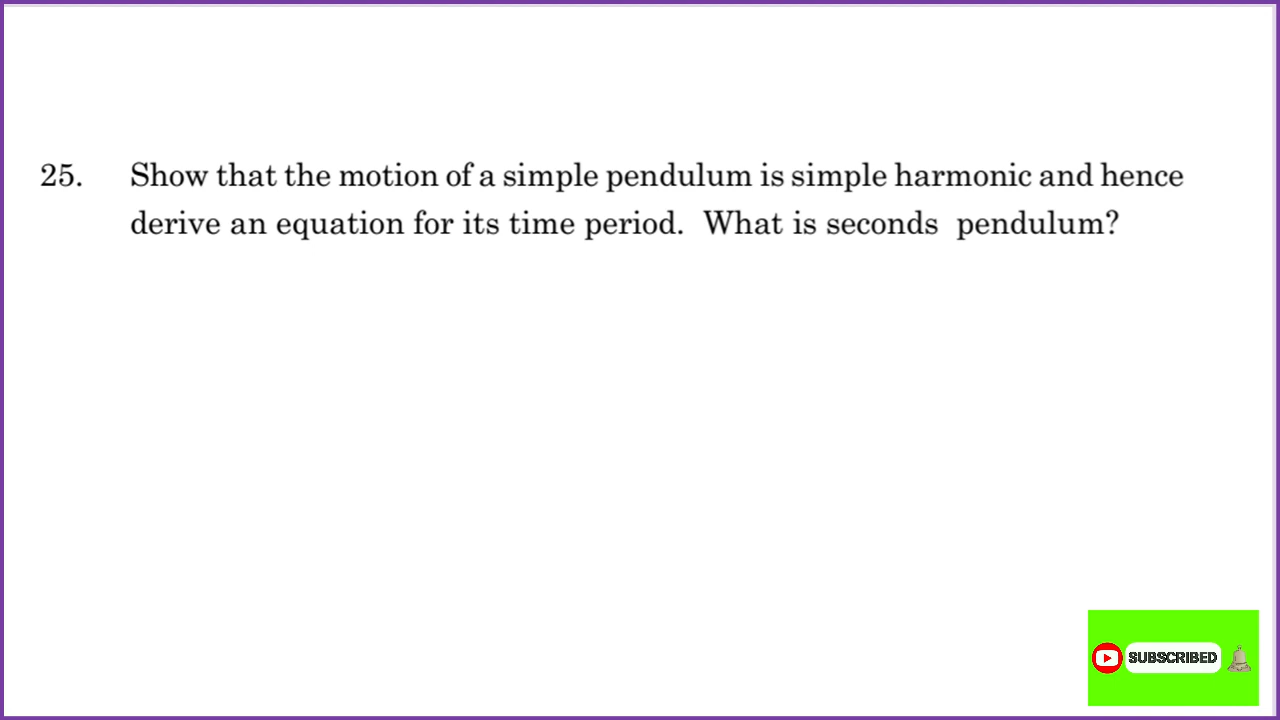 25. Show that the motion of a simple pendulum is simple harmonic and hence
derive an equation for its time period. What is seconds pendulum?
SUBSCRIBED